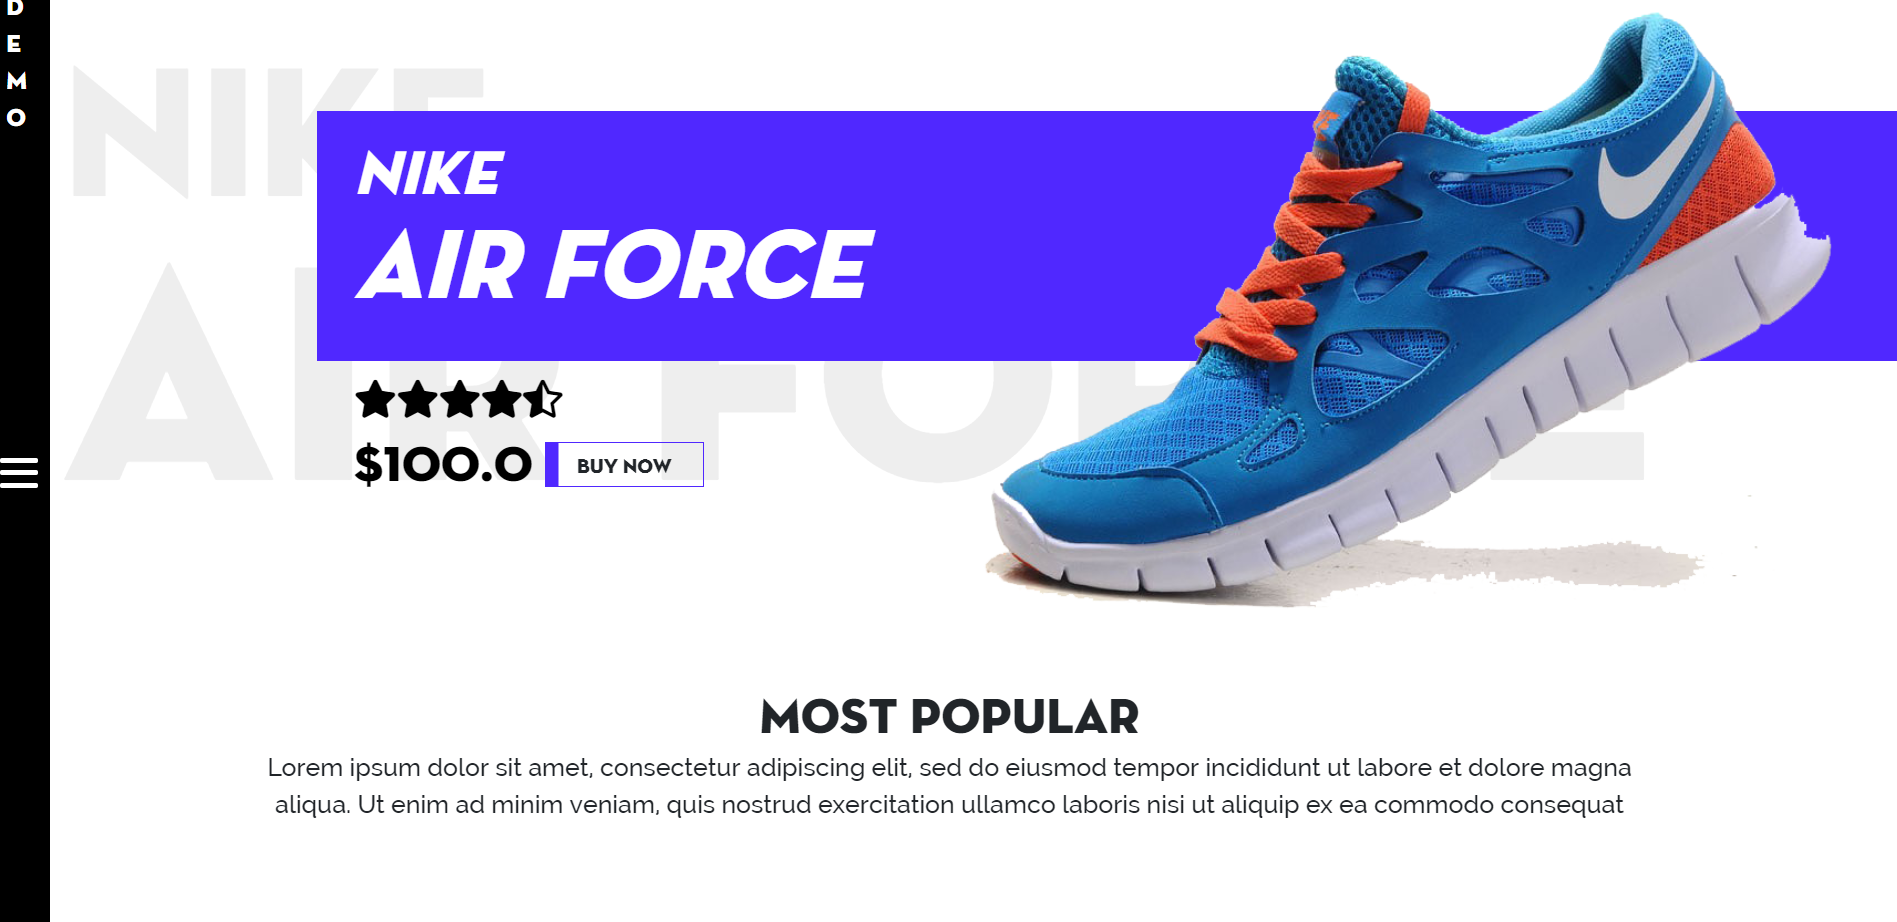 DEMO
NIKE
AIR FORCE
NIKE
AIR FORCE
$100.0
BUY NOW
MOST POPULAR
Lorem ipsum dolor sit amet, consectetur adipiscing elit, sed do eiusmod tempor incididunt ut labore et dolore magna
aliqua. Ut enim ad minim veniam, quis nostrud exercitation ullamco laboris nisi ut aliquip ex ea commodo consequat